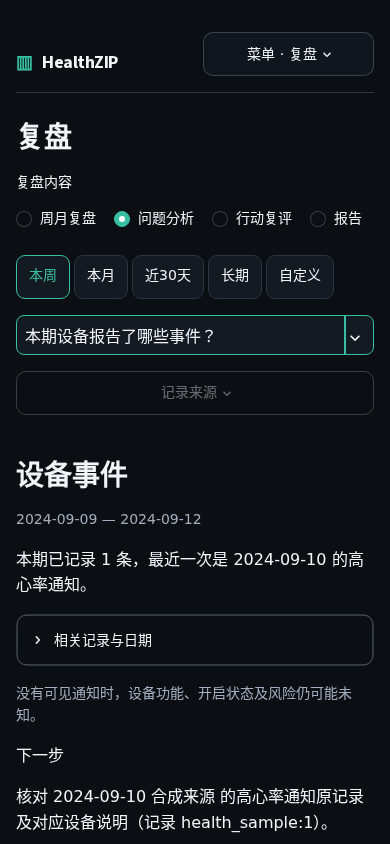 HealthZIP
菜单 · 复盘
复盘
复盘内容
周月复盘 问题分析 行动复评 报告
本周 本月 近30天 长期 自定义
本期设备报告了哪些事件？
记录来源
设备事件
2024-09-09 — 2024-09-12
本期已记录 1 条，最近一次是 2024-09-10 的高
心率通知。
相关记录与日期
没有可见通知时，设备功能、开启状态及风险仍可能未
知。
下一步
核对 2024-09-10 合成来源 的高心率通知原记录
及对应设备说明（记录 health_sample:1）。